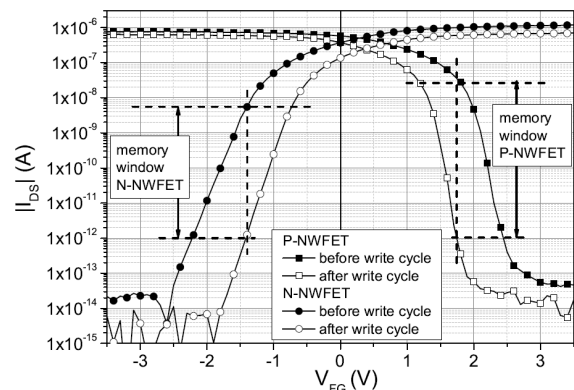 1x10⁻⁶
1x10⁻⁷
1x10⁻⁸
1x10⁻⁹
1x10⁻¹⁰
1x10⁻¹¹
1x10⁻¹²
1x10⁻¹³
1x10⁻¹⁴
1x10⁻¹⁵
|I_DS| (A)
memory
window
N-NWFET
memory
window
P-NWFET
P-NWFET
before write cycle
after write cycle
N-NWFET
before write cycle
after write cycle
-3 -2 -1 0 1 2 3
V_FG (V)